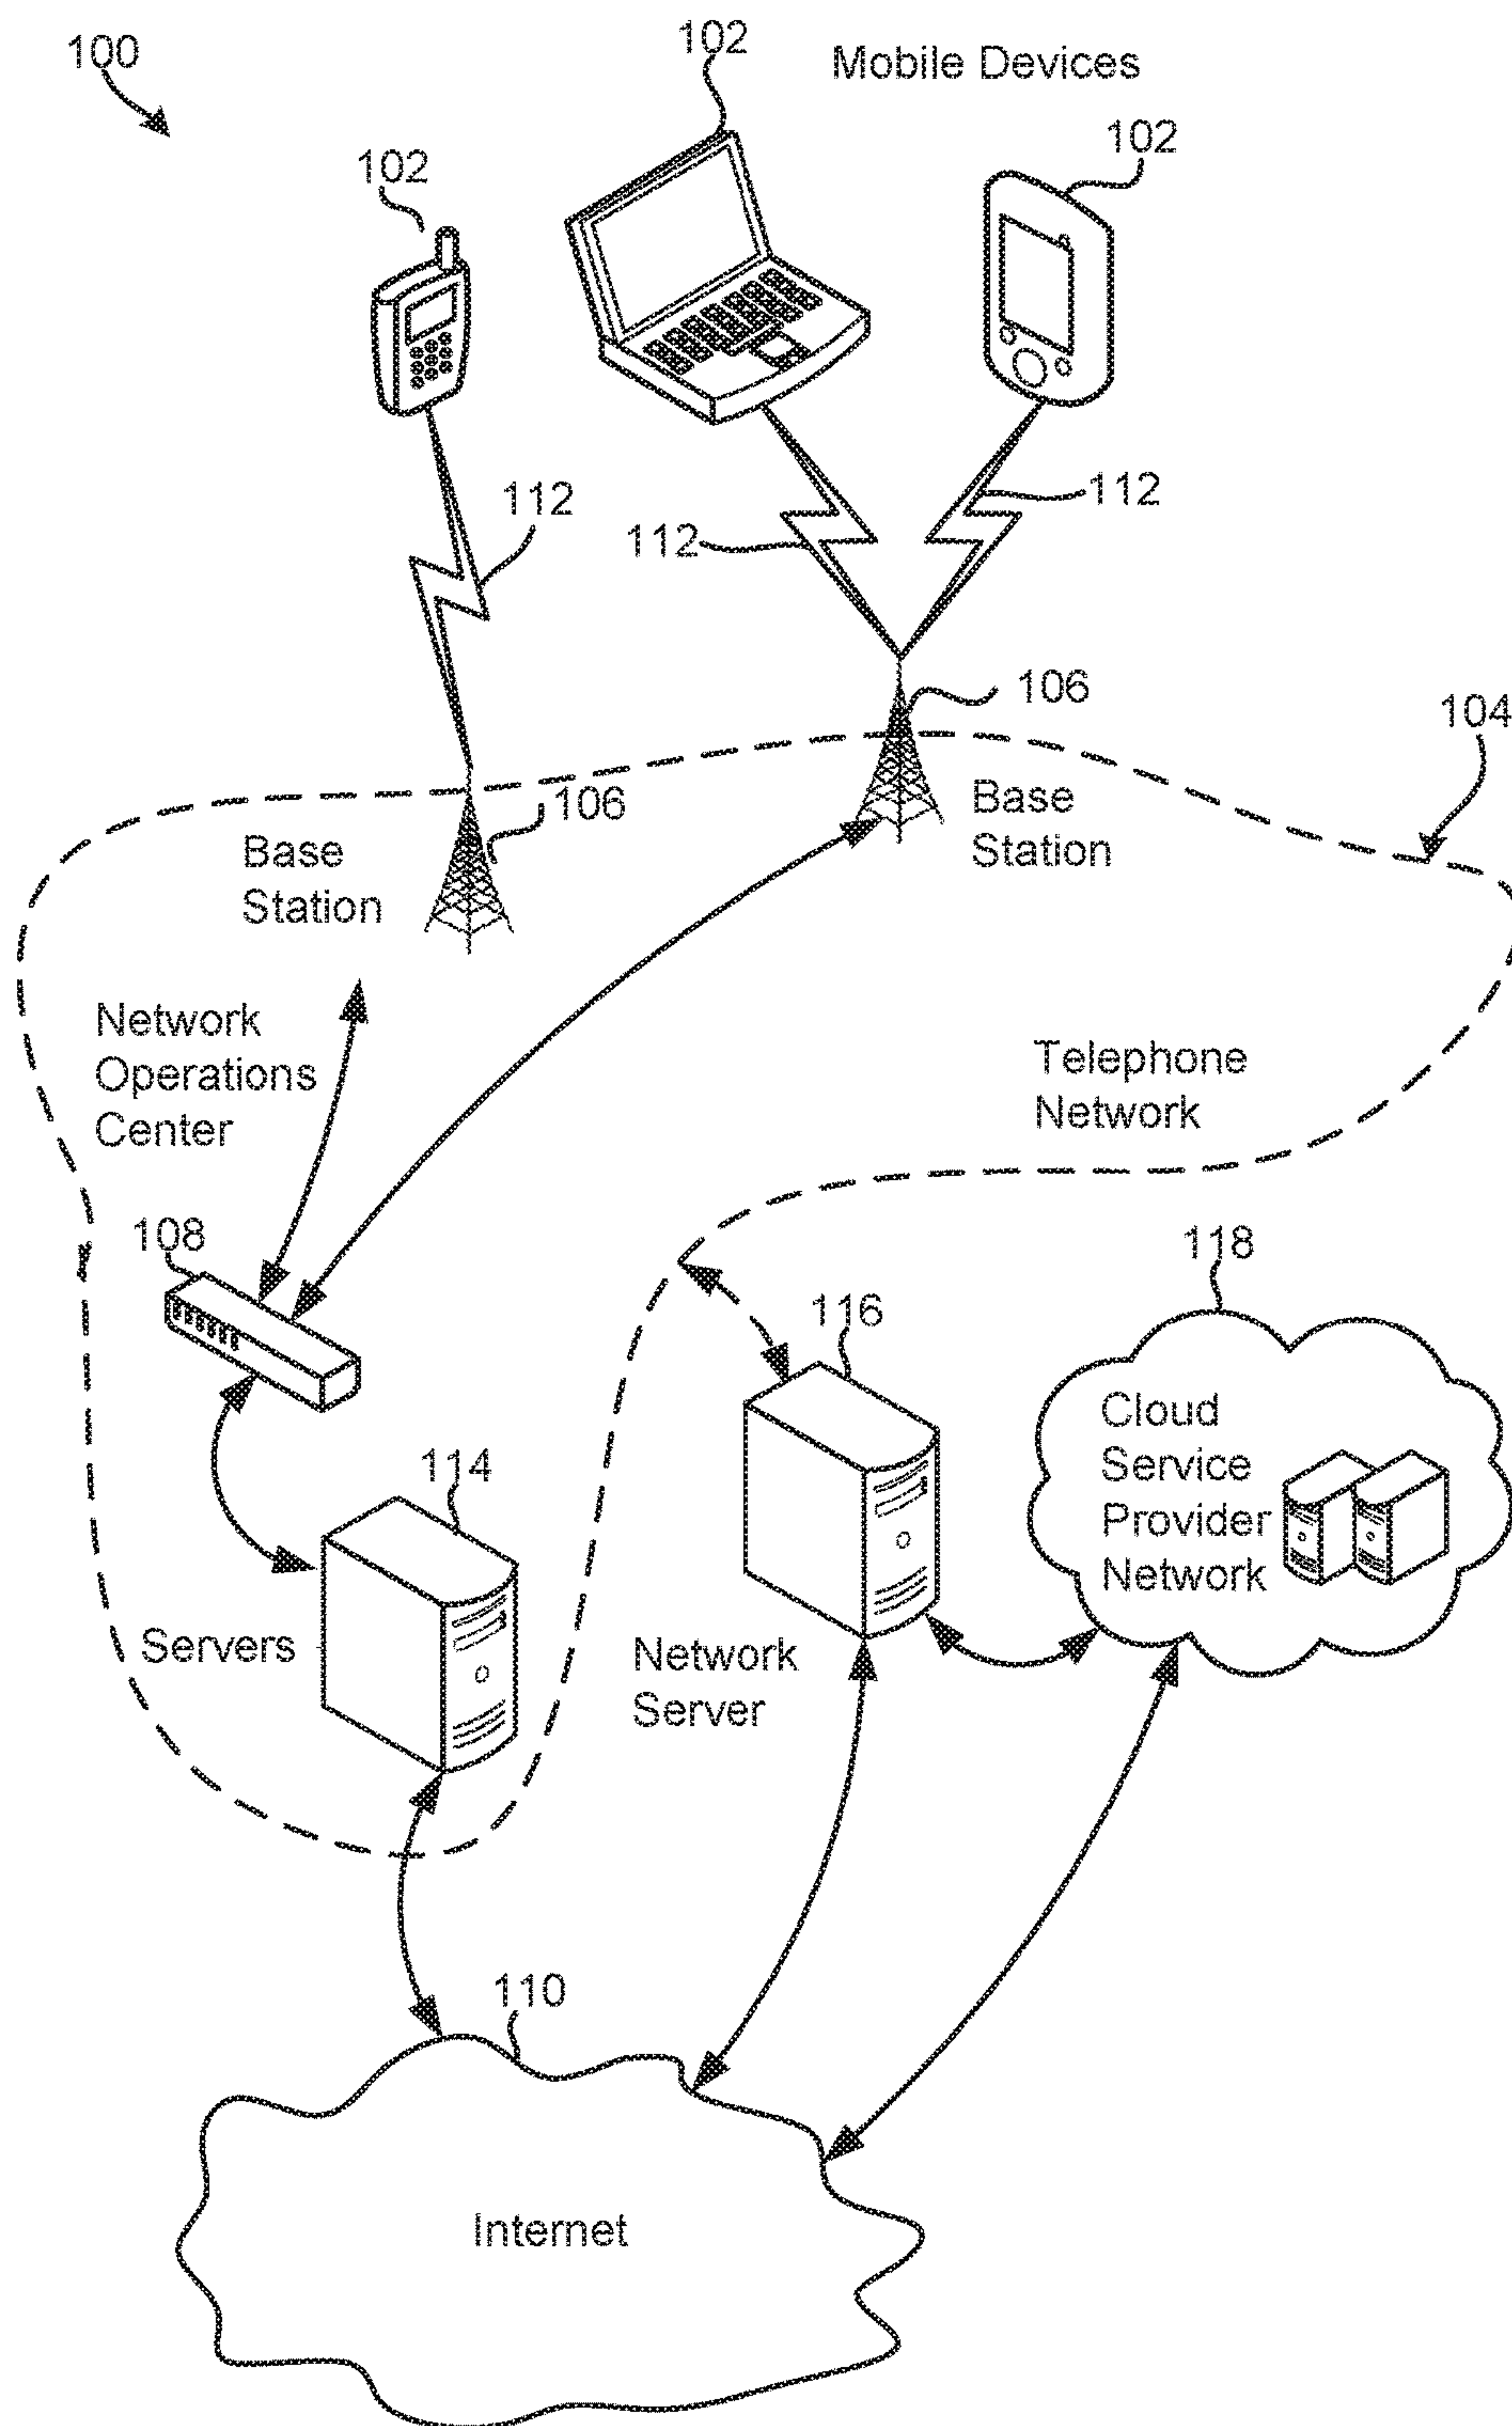 100
102
Mobile Devices
102
102
112
112
112
106
104
106
Base
Station
Base
Station
Network
Operations
Center
Telephone
Network
108
118
116
Cloud
Service
Provider
Network
114
Servers
Network
Server
110
Internet